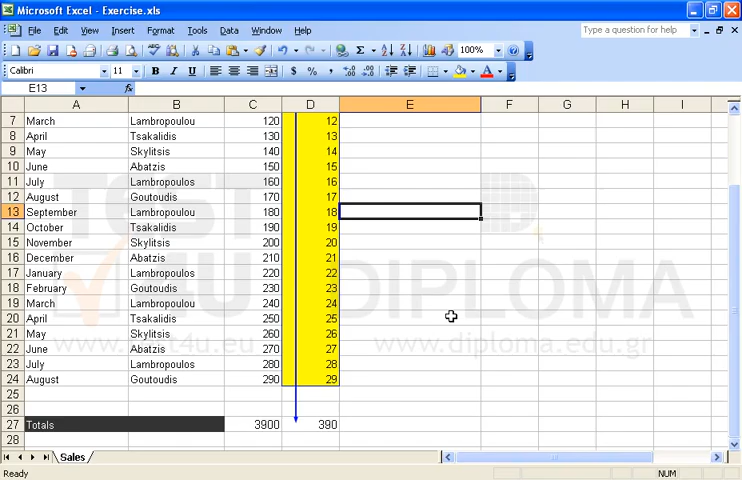 Microsoft Excel - Exercise.xls
File Edit View Insert Format Tools Data Window Help Type a question for help
100%
Calibri 11 B I U $ % ,
E13 fx
A B C D E F G H I
7 March Lambropoulou 120 12
8 April Tsakalidis 130 13
9 May Skylitsis 140 14
10 June Abatzis 150 15
11 July Lambropoulos 160 16
12 August Goutoudis 170 17
13 September Lambropoulou 180 18
14 October Tsakalidis 190 19
15 November Skylitsis 200 20
16 December Abatzis 210 21
17 January Lambropoulou 220 22
18 February Goutoudis 230 23
19 March Lambropoulou 240 24
20 April Tsakalidis 250 25
21 May Skylitsis 260 26
22 June Abatzis 270 27
23 July Lambropoulos 280 28
24 August Goutoudis 290 29
25
26
27 Totals 3900 390
28
TEST 4U DIPLOMA
www.test4u.eu www.diploma.edu.gr
Sales
Ready NUM